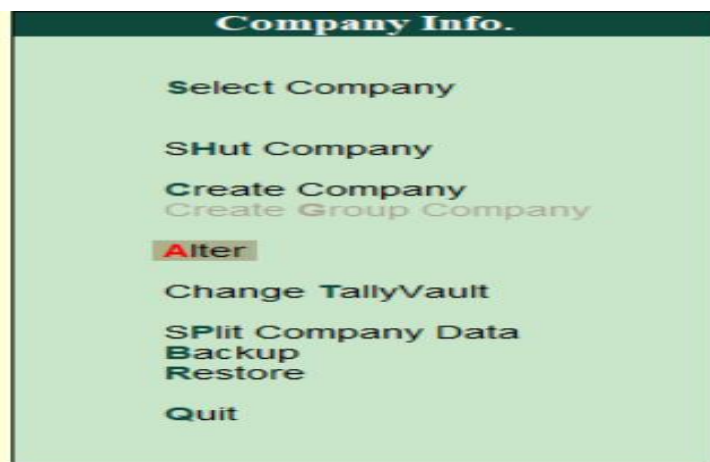 Company Info.
Select Company
SHut Company
Create Company
Create Group Company
Alter
Change TallyVault
SPlit Company Data
Backup
Restore
Quit